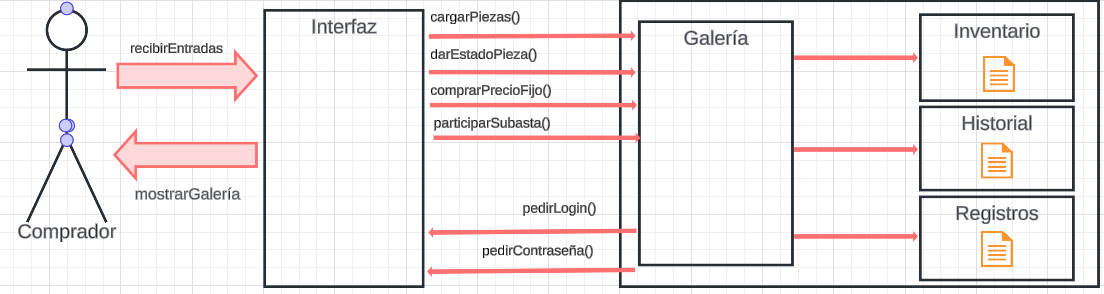 recibirEntradas
mostrarGalería
Comprador
Interfaz
cargarPiezas()
darEstadoPieza()
comprarPrecioFijo()
participarSubasta()
pedirLogin()
pedirContraseña()
Galería
Inventario
Historial
Registros